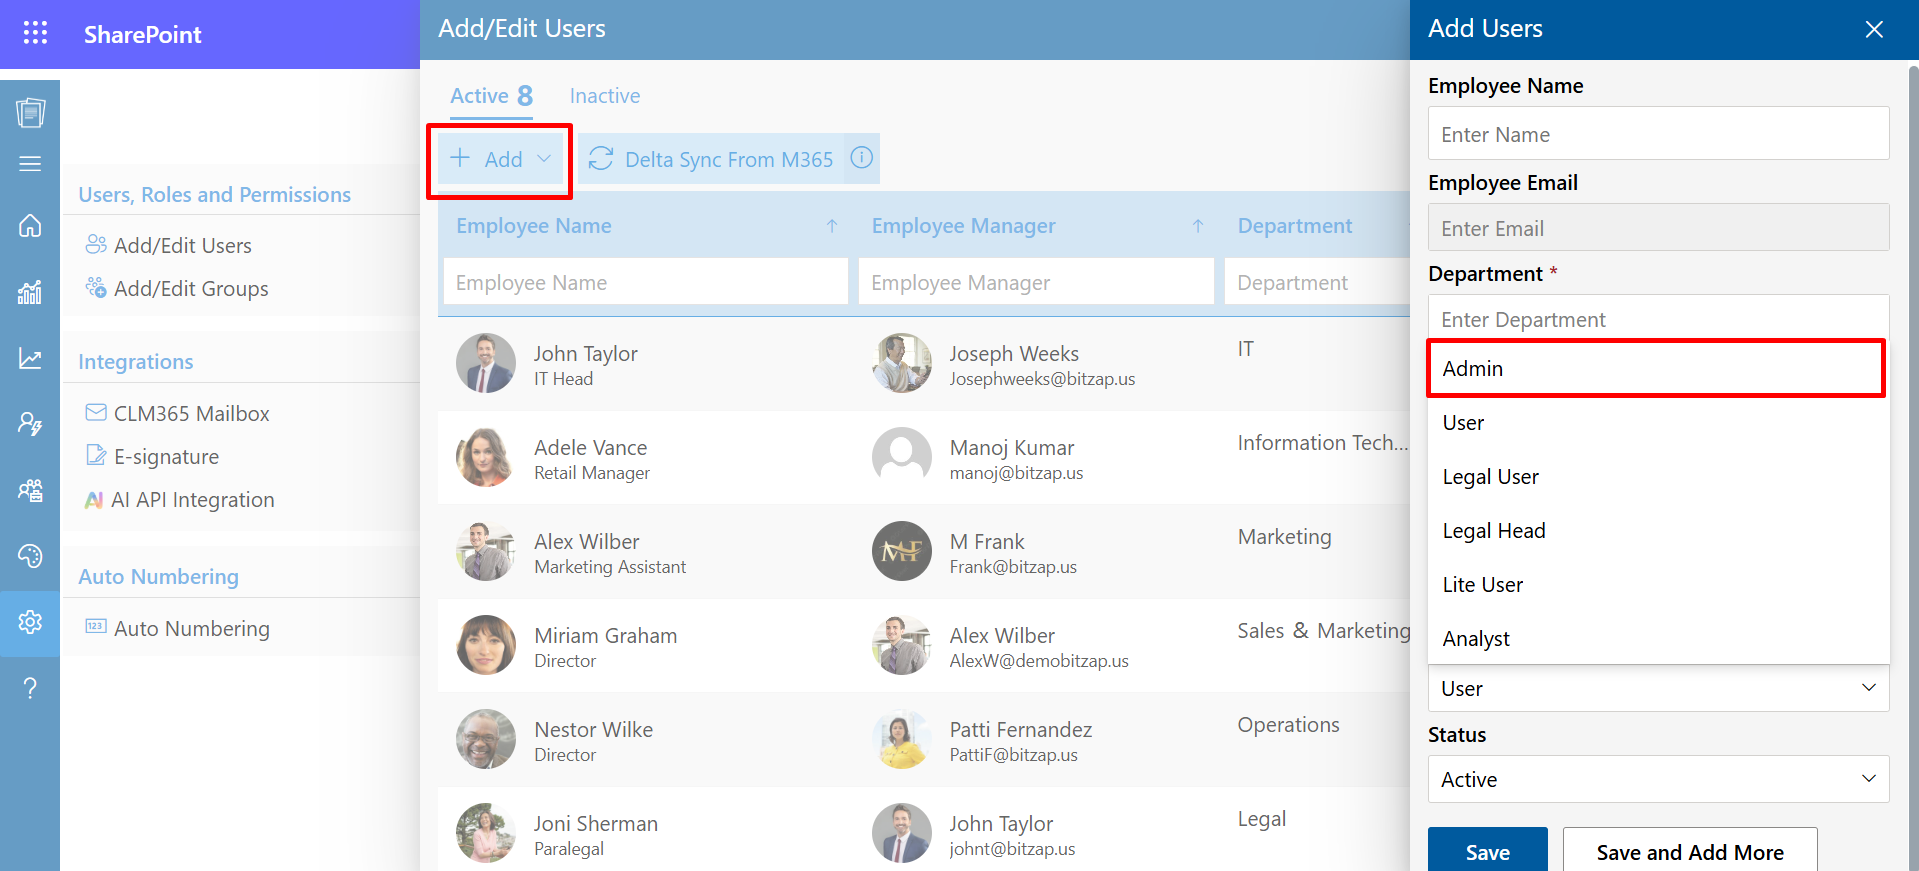 SharePoint
Add/Edit Users
Add Users
Active 8
Inactive
Add
Delta Sync From M365
Users, Roles and Permissions
Add/Edit Users
Add/Edit Groups
Integrations
CLM365 Mailbox
E-signature
AI AI API Integration
Auto Numbering
123 Auto Numbering
Employee Name
Employee Manager
Department
Employee Name
Employee Manager
Department
John Taylor
IT Head
Joseph Weeks
Josephweeks@bitzap.us
IT
Adele Vance
Retail Manager
Manoj Kumar
manoj@bitzap.us
Information Tech...
Alex Wilber
Marketing Assistant
MF
M Frank
Frank@bitzap.us
Marketing
Miriam Graham
Director
Alex Wilber
AlexW@demobitzap.us
Sales & Marketing
Nestor Wilke
Director
Patti Fernandez
PattiF@bitzap.us
Operations
Joni Sherman
Paralegal
John Taylor
johnt@bitzap.us
Legal
Employee Name
Enter Name
Employee Email
Enter Email
Department *
Enter Department
Admin
User
Legal User
Legal Head
Lite User
Analyst
User
Status
Active
Save
Save and Add More